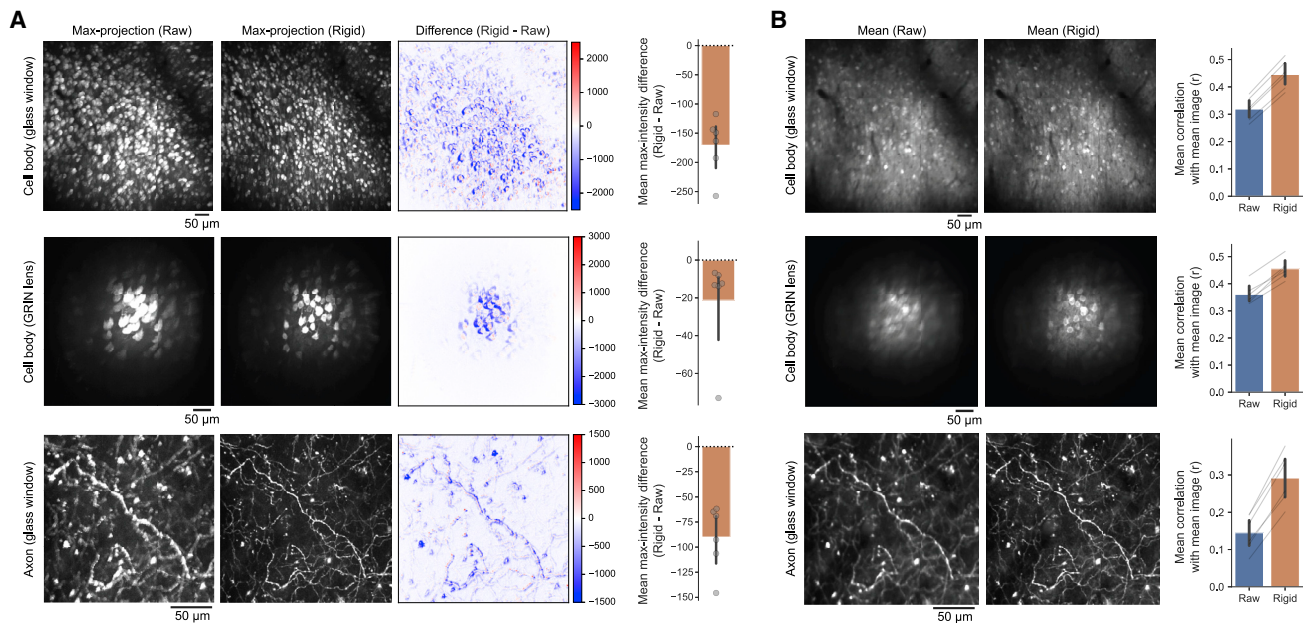 A
Max-projection (Raw)
Max-projection (Rigid)
Difference (Rigid - Raw)
Cell body (glass window)
50 μm
2000
1000
0
−1000
−2000
Mean max-intensity difference
(Rigid - Raw)
0
−50
−100
−150
−200
−250
Cell body (GRIN lens)
50 μm
3000
2000
1000
0
−1000
−2000
−3000
Mean max-intensity difference
(Rigid - Raw)
0
−20
−40
−60
Axon (glass window)
50 μm
1500
1000
500
0
−500
−1000
−1500
Mean max-intensity difference
(Rigid - Raw)
0
−25
−50
−75
−100
−125
−150
B
Mean (Raw)
Mean (Rigid)
Cell body (glass window)
50 μm
Mean correlation
with mean image (r)
0.5
0.4
0.3
0.2
0.1
0.0
Raw
Rigid
Cell body (GRIN lens)
50 μm
Mean correlation
with mean image (r)
0.5
0.4
0.3
0.2
0.1
0.0
Raw
Rigid
Axon (glass window)
50 μm
Mean correlation
with mean image (r)
0.3
0.2
0.1
0.0
Raw
Rigid